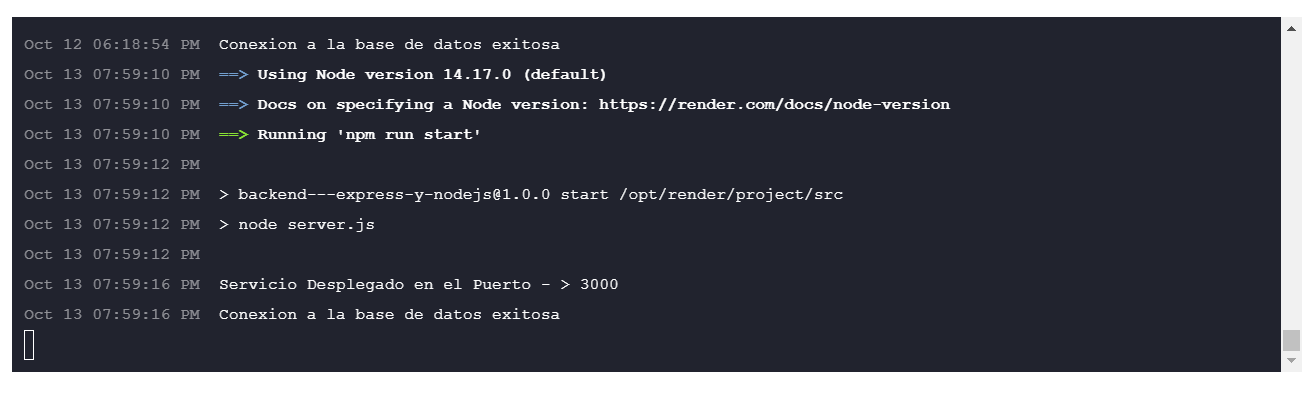 Oct 12 06:18:54 PM  Conexion a la base de datos exitosa
Oct 13 07:59:10 PM  ==> Using Node version 14.17.0 (default)
Oct 13 07:59:10 PM  ==> Docs on specifying a Node version: https://render.com/docs/node-version
Oct 13 07:59:10 PM  ==> Running 'npm run start'
Oct 13 07:59:12 PM
Oct 13 07:59:12 PM  > backend---express-y-nodejs@1.0.0 start /opt/render/project/src
Oct 13 07:59:12 PM  > node server.js
Oct 13 07:59:12 PM
Oct 13 07:59:16 PM  Servicio Desplegado en el Puerto - > 3000
Oct 13 07:59:16 PM  Conexion a la base de datos exitosa